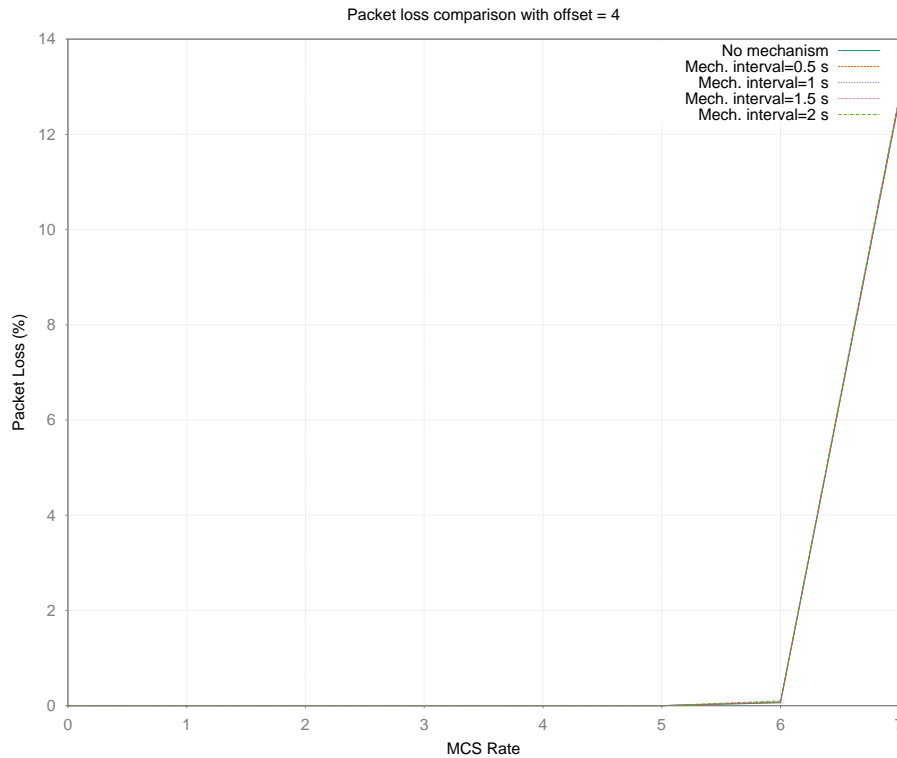 Packet loss comparison with offset = 4
14
12
10
8
6
4
2
0
Packet Loss (%)
No mechanism
Mech. interval=0.5 s
Mech. interval=1 s
Mech. interval=1.5 s
Mech. interval=2 s
0 1 2 3 4 5 6 7
MCS Rate